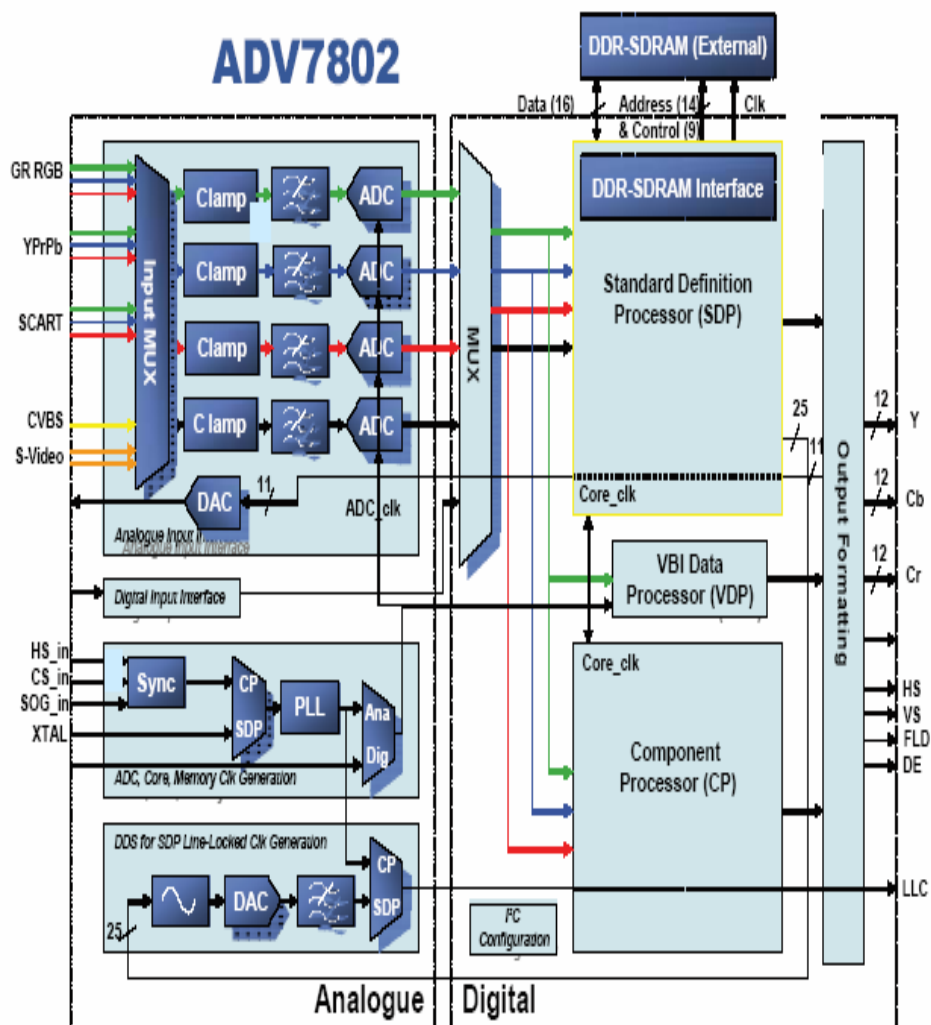 ADV7802
DDR-SDRAM (External)
Data (16)
Address (14)
& Control (9)
Clk
GR RGB
YPrPb
SCART
CVBS
S-Video
Input MUX
Clamp
ADC
Clamp
ADC
Clamp
ADC
Clamp
ADC
DAC
11
ADC_clk
Analogue Input I
Analogue Input Interface
Digital Input Interface
MUX
DDR-SDRAM Interface
Standard Definition
Processor (SDP)
25
11
Core_clk
VBI Data
Processor (VDP)
Core_clk
Component
Processor (CP)
Output Formatting
12
Y
12
Cb
12
Cr
HS
VS
FLD
DE
LLC
HS_in
CS_in
SOG_in
XTAL
Sync
CP
SDP
PLL
Ana
Dig
ADC, Core, Memory Clk Generation
DDS for SDP Line-Locked Clk Generation
25
DAC
CP
SDP
I²C
Configuration
Analogue
Digital